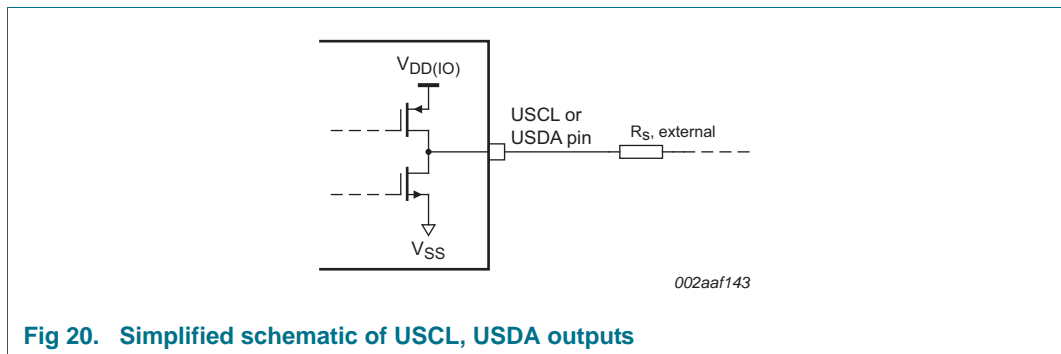 VDD(IO)
USCL or
USDA pin
RS, external
VSS
002aaf143
Fig 20. Simplified schematic of USCL, USDA outputs